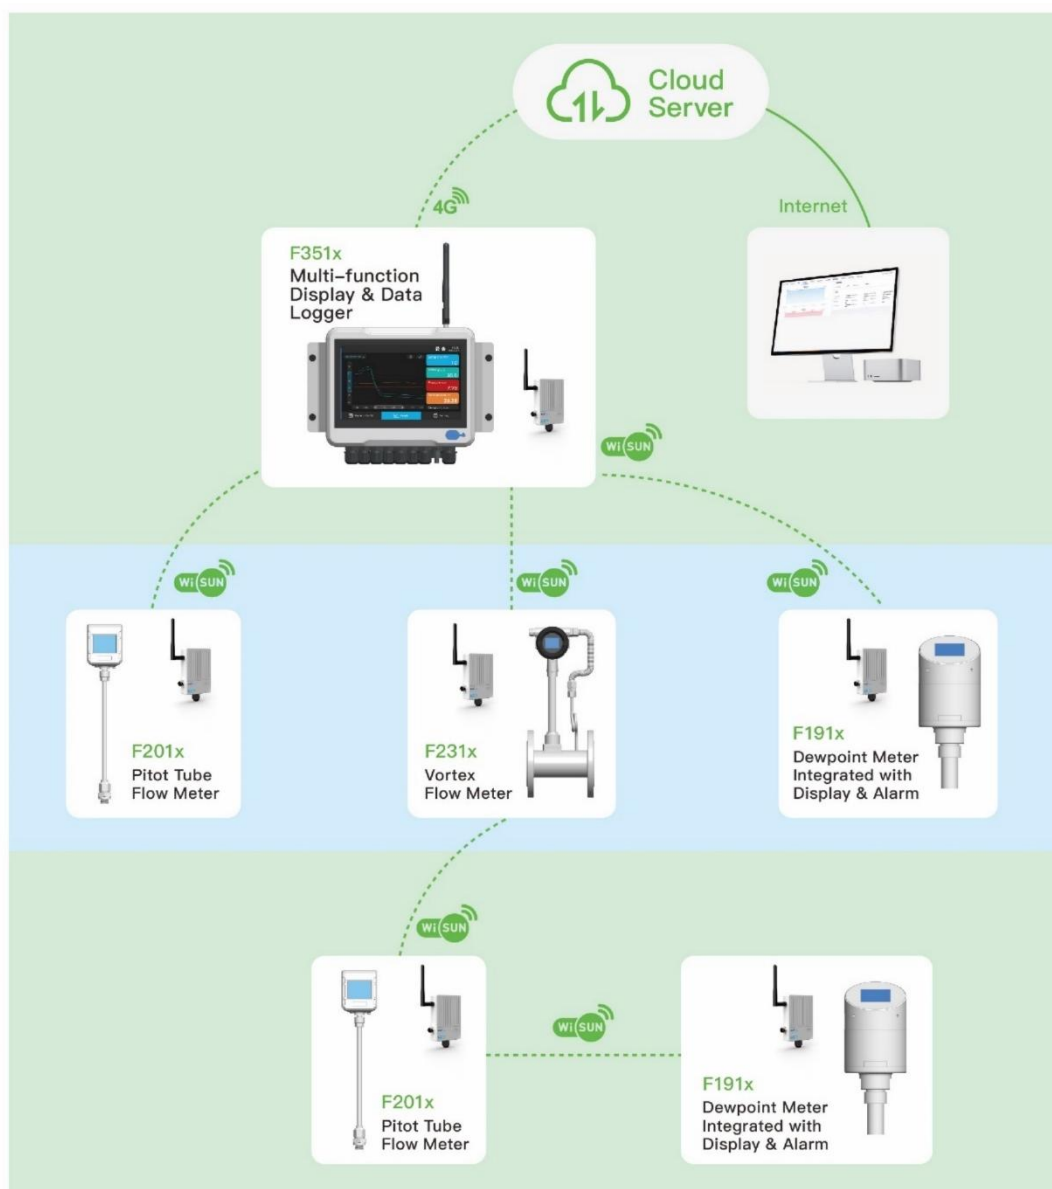 Cloud
Server
4G
Internet
F351x
Multi-function
Display & Data
Logger
Wi SUN
Wi SUN
Wi SUN
Wi SUN
F201x
Pitot Tube
Flow Meter
F231x
Vortex
Flow Meter
F191x
Dewpoint Meter
Integrated with
Display & Alarm
Wi SUN
Wi SUN
F201x
Pitot Tube
Flow Meter
F191x
Dewpoint Meter
Integrated with
Display & Alarm